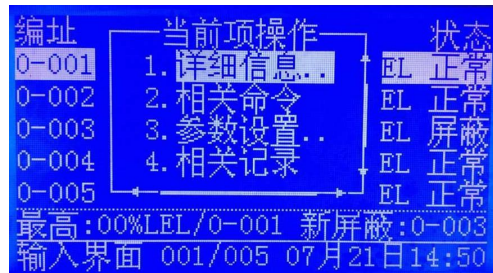 编址 当前项操作 状态
0-001 1.详细信息.. EL 正常
0-002 2.相关命令 EL 正常
0-003 3.参数设置.. EL 屏蔽
0-004 4.相关记录 EL 正常
0-005 EL 正常
最高:00%LEL/0-001 新屏蔽:0-003
输入界面 001/005 07月21日14:50